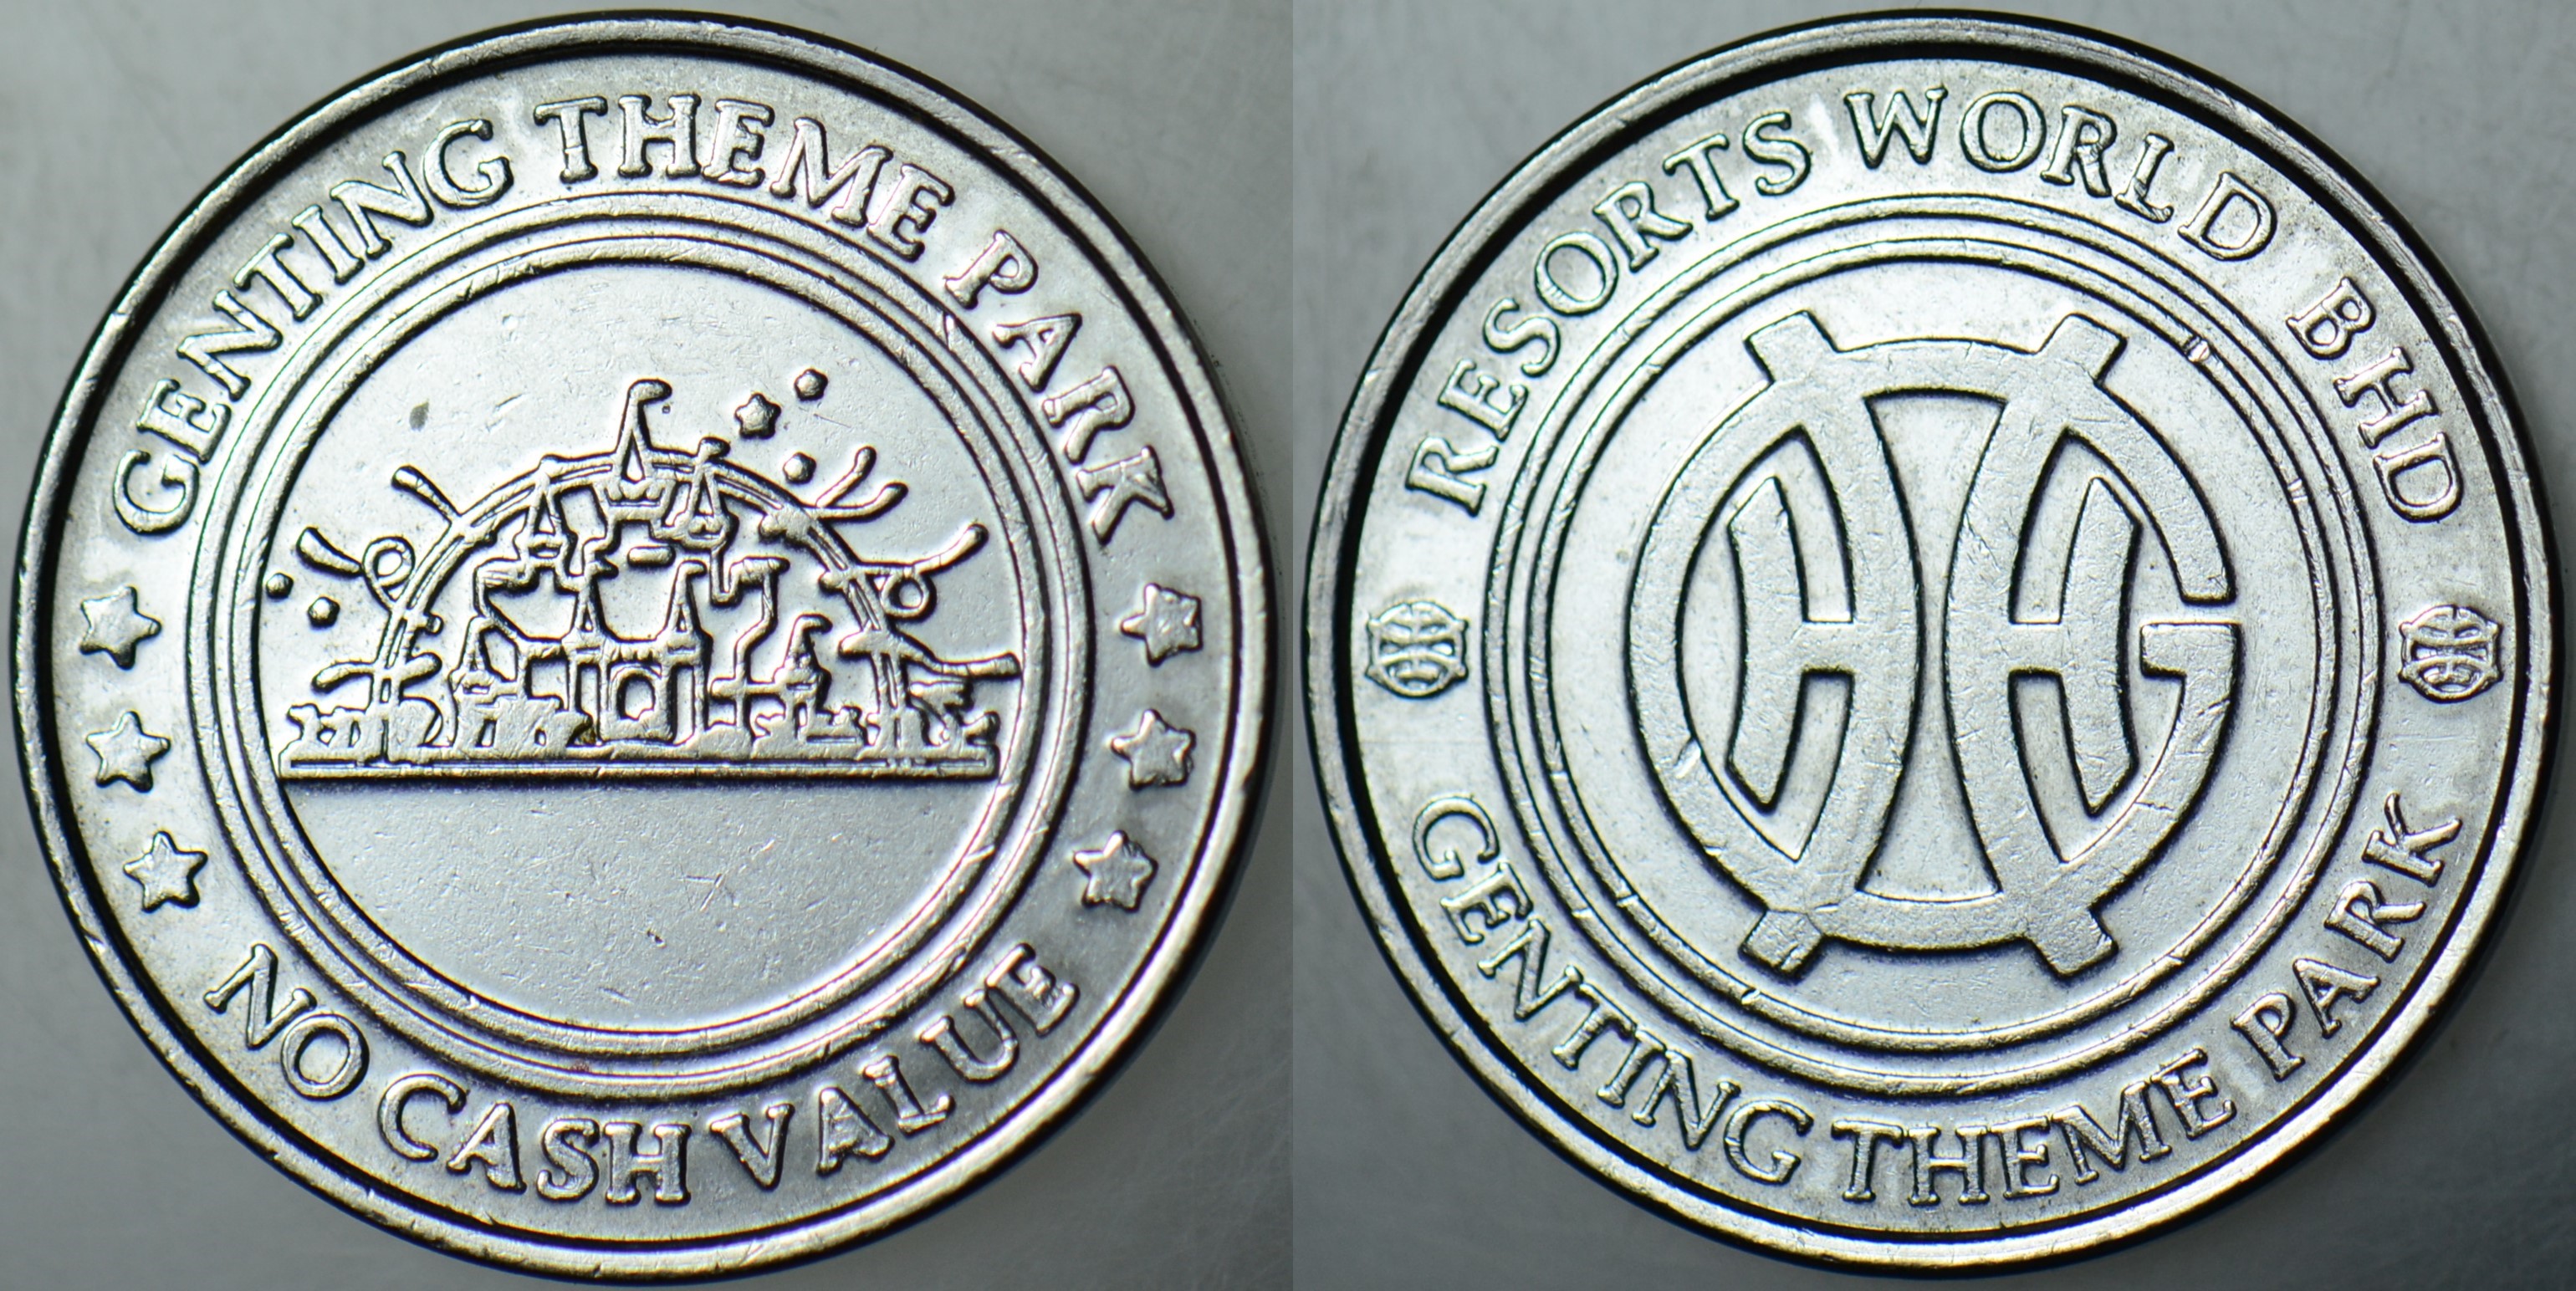 GENTING THEME PARK
NO CASH VALUE
RESORTS WORLD BHD
GENTING THEME PARK